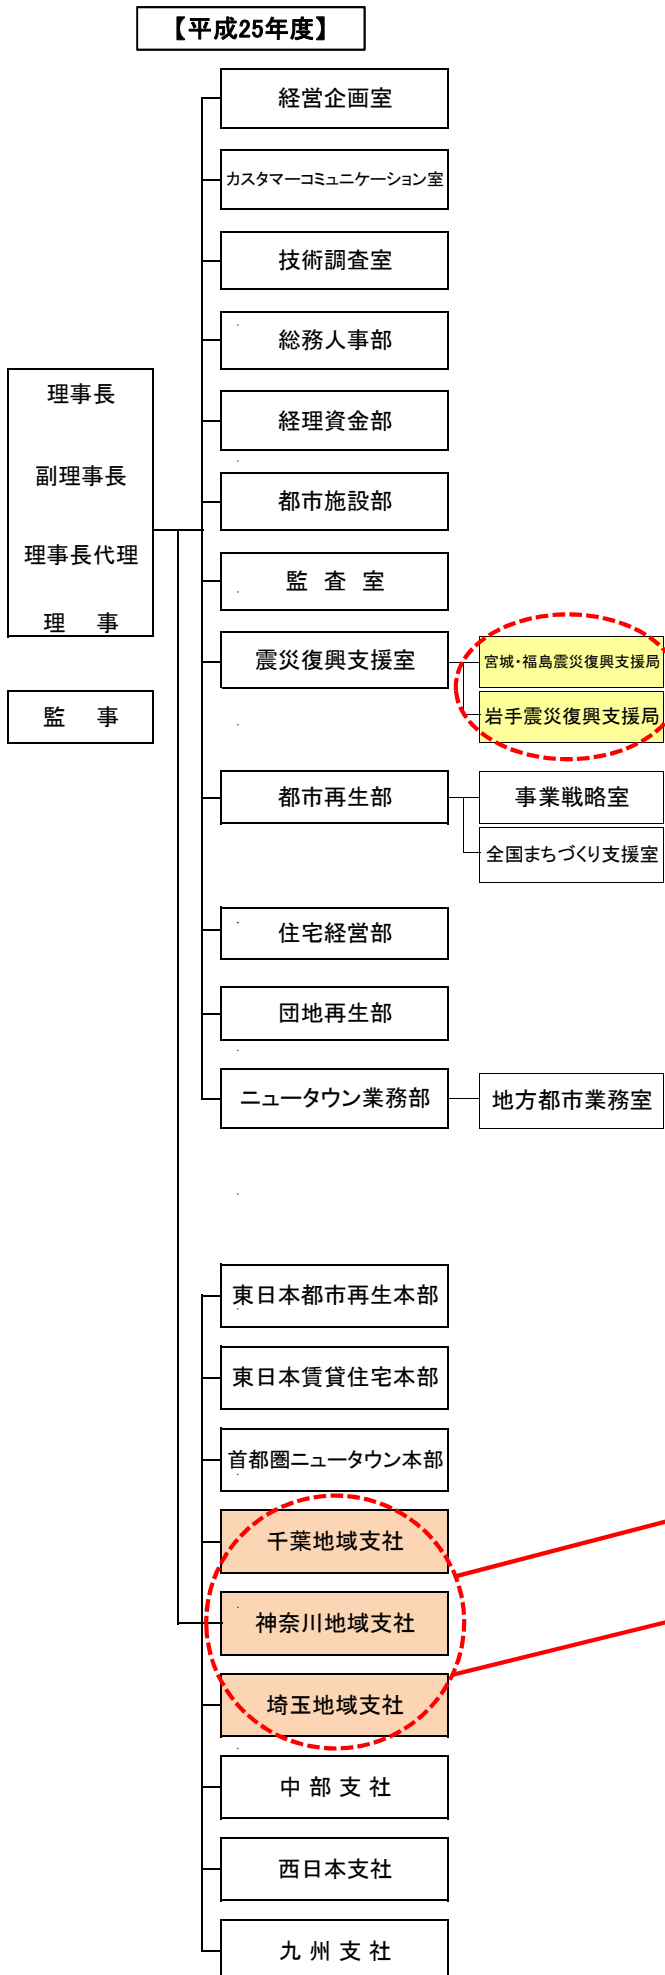 【平成25年度】
経営企画室
カスタマーコミュニケーション室
技術調査室
総務人事部
理事長
経理資金部
副理事長
都市施設部
理事長代理
監 査 室
理 事
震災復興支援室
宮城・福島震災復興支援局
岩手震災復興支援局
監 事
都市再生部
事業戦略室
全国まちづくり支援室
住宅経営部
団地再生部
ニュータウン業務部
地方都市業務室
東日本都市再生本部
東日本賃貸住宅本部
首都圏ニュータウン本部
千葉地域支社
神奈川地域支社
埼玉地域支社
中 部 支 社
西日本支社
九 州 支 社